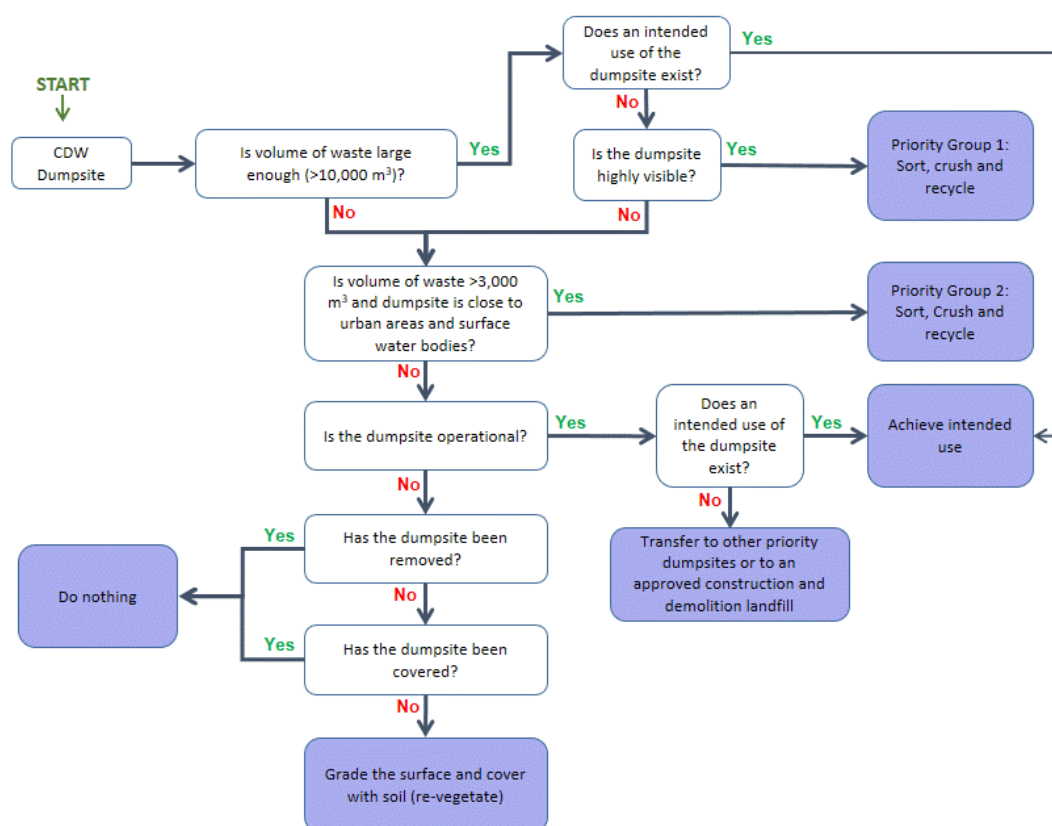 Does an intended
use of the
dumpsite exist?
Yes
No
START
CDW
Dumpsite
Is volume of waste large
enough (>10,000 m³)?
Yes
No
Is the dumpsite
highly visible?
Yes
No
Priority Group 1:
Sort, crush and
recycle
Is volume of waste >3,000
m³ and dumpsite is close to
urban areas and surface
water bodies?
Yes
No
Priority Group 2:
Sort, Crush and
recycle
Is the dumpsite operational?
Yes
No
Does an
intended use of
the dumpsite
exist?
Yes
No
Achieve intended
use
Transfer to other priority
dumpsites or to an
approved construction and
demolition landfill
Has the dumpsite been
removed?
Yes
No
Do nothing
Has the dumpsite been
covered?
Yes
No
Grade the surface and cover
with soil (re-vegetate)